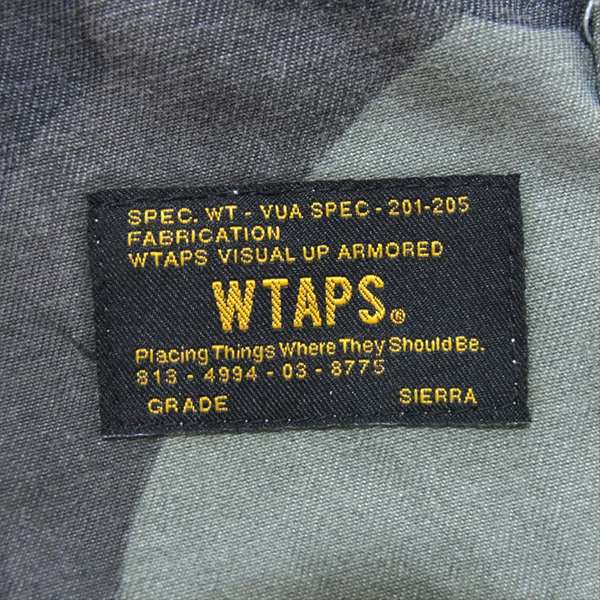 SPEC. WT - VUA SPEC - 201-205
FABRICATION
WTAPS VISUAL UP ARMORED
WTAPS®
Placing Things Where They Should Be.
813 - 4994 - 03 - 8775
GRADE SIERRA